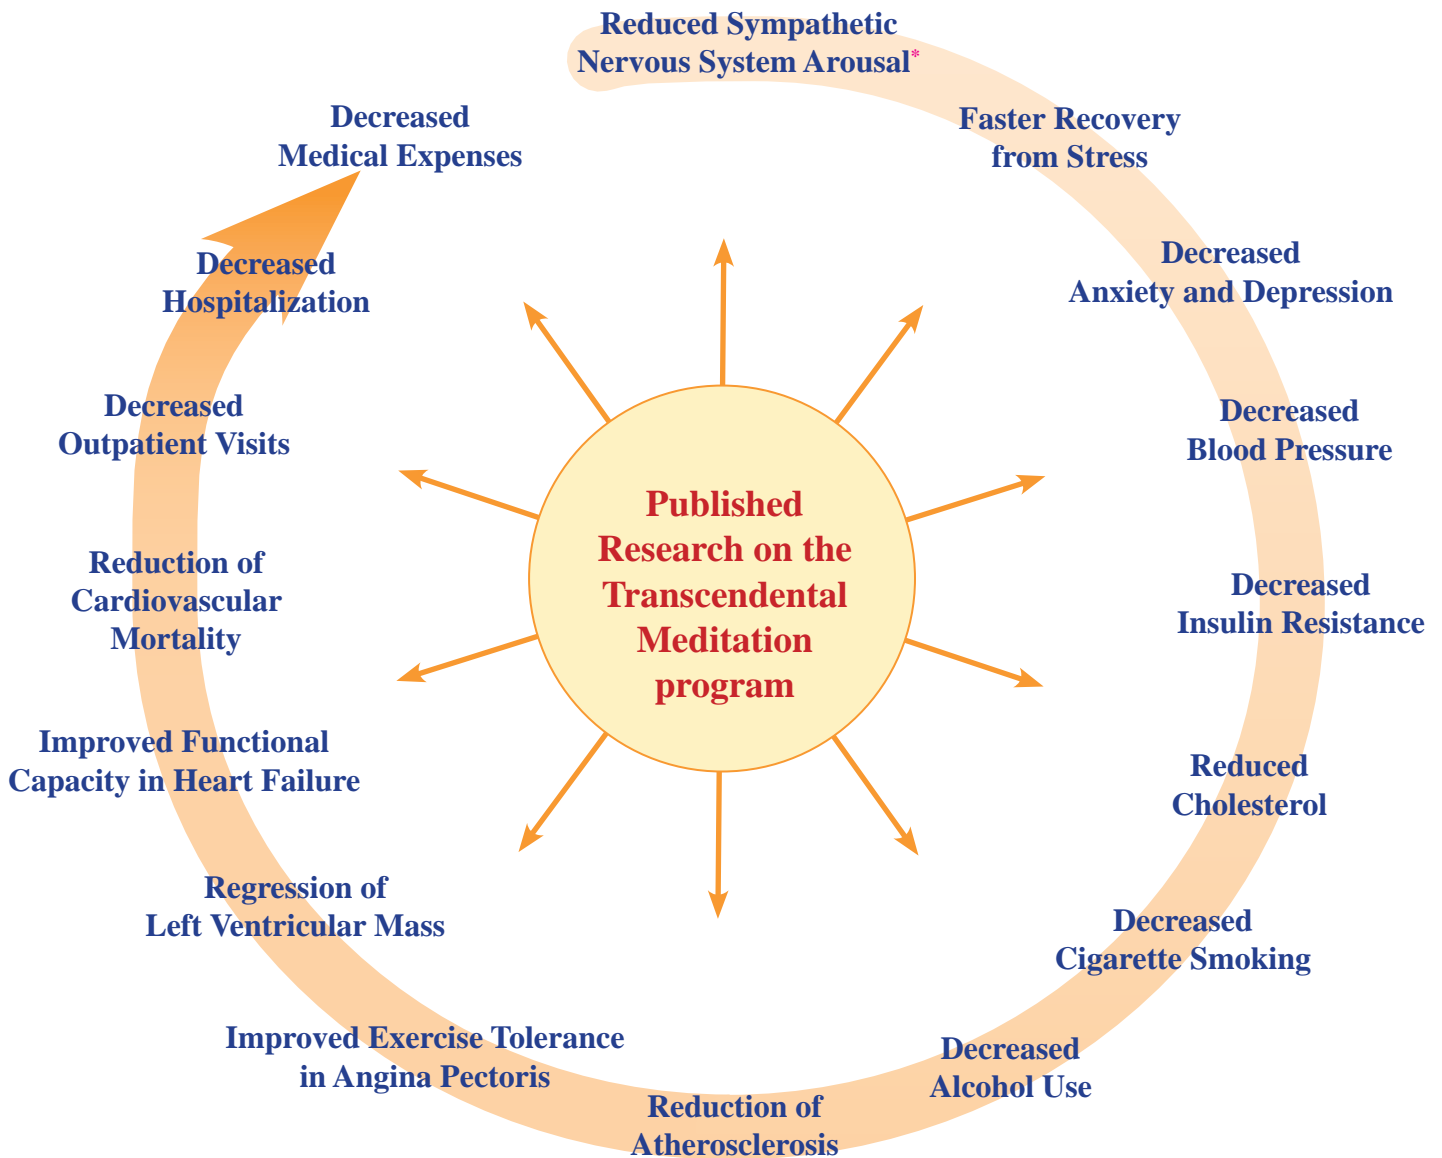 Reduced Sympathetic
Nervous System Arousal*
Faster Recovery
from Stress
Decreased
Anxiety and Depression
Decreased
Blood Pressure
Decreased
Insulin Resistance
Reduced
Cholesterol
Decreased
Cigarette Smoking
Decreased
Alcohol Use
Reduction of
Atherosclerosis
Improved Exercise Tolerance
in Angina Pectoris
Regression of
Left Ventricular Mass
Improved Functional
Capacity in Heart Failure
Reduction of
Cardiovascular
Mortality
Decreased
Outpatient Visits
Decreased
Hospitalization
Decreased
Medical Expenses
Published
Research on the
Transcendental
Meditation
program